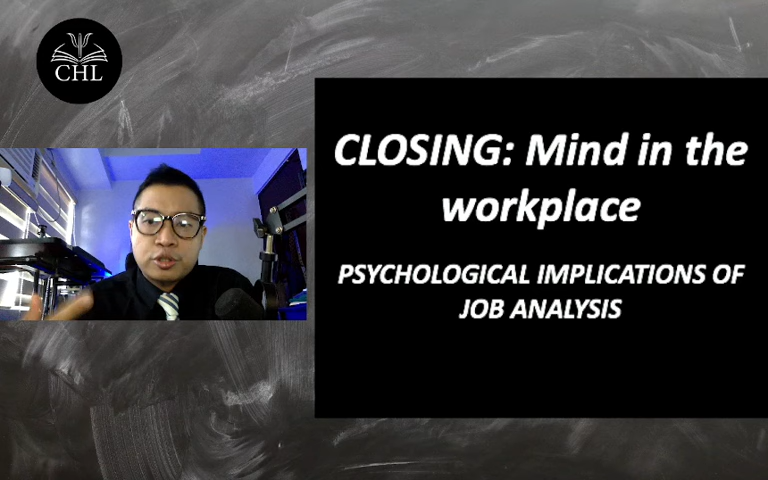 CHL
CLOSING: Mind in the
workplace
PSYCHOLOGICAL IMPLICATIONS OF
JOB ANALYSIS